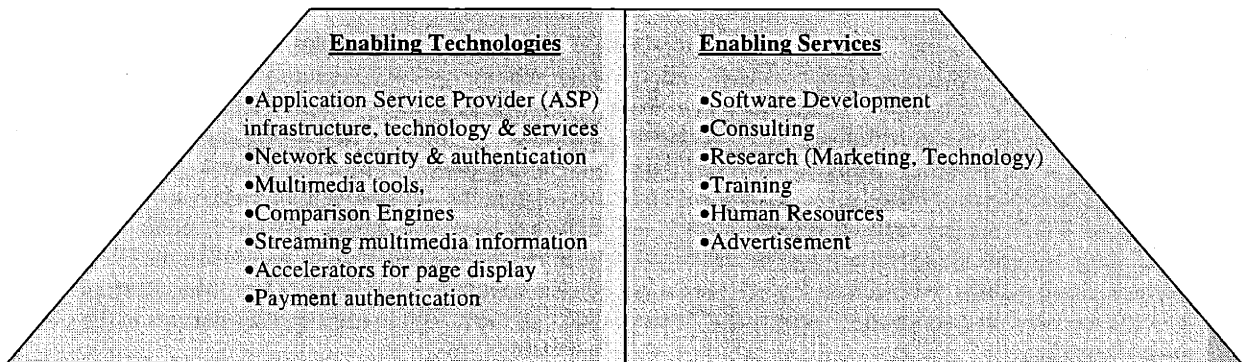 Enabling Technologies
•Application Service Provider (ASP)
infrastructure, technology & services
•Network security & authentication
•Multimedia tools,
•Comparison Engines
•Streaming multimedia information
•Accelerators for page display
•Payment authentication
Enabling Services
•Software Development
•Consulting
•Research (Marketing, Technology)
•Training
•Human Resources
•Advertisement